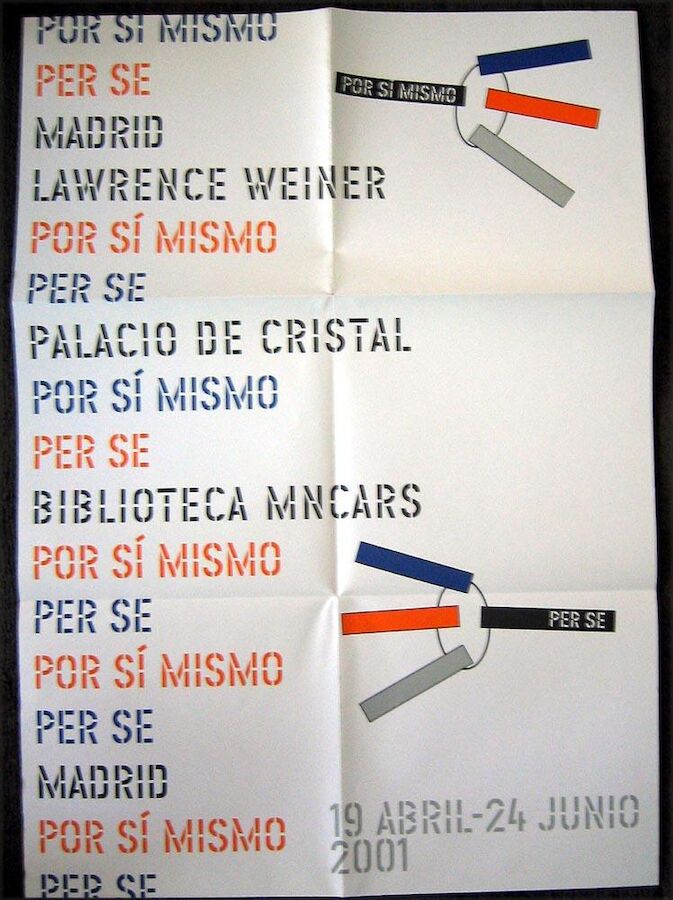 POR SÍ MISMO
PER SE
MADRID
LAWRENCE WEINER
POR SÍ MISMO
PER SE
PALACIO DE CRISTAL
POR SÍ MISMO
PER SE
BIBLIOTECA MNCARS
POR SÍ MISMO
PER SE
POR SÍ MISMO
PER SE
MADRID
POR SÍ MISMO
PER SE
POR SÍ MISMO
PER SE
19 ABRIL-24 JUNIO
2001